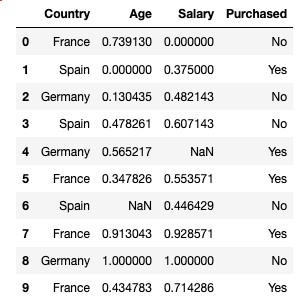 Country Age Salary Purchased
0 France 0.739130 0.000000 No
1 Spain 0.000000 0.375000 Yes
2 Germany 0.130435 0.482143 No
3 Spain 0.478261 0.607143 No
4 Germany 0.565217 NaN Yes
5 France 0.347826 0.553571 Yes
6 Spain NaN 0.446429 No
7 France 0.913043 0.928571 Yes
8 Germany 1.000000 1.000000 No
9 France 0.434783 0.714286 Yes